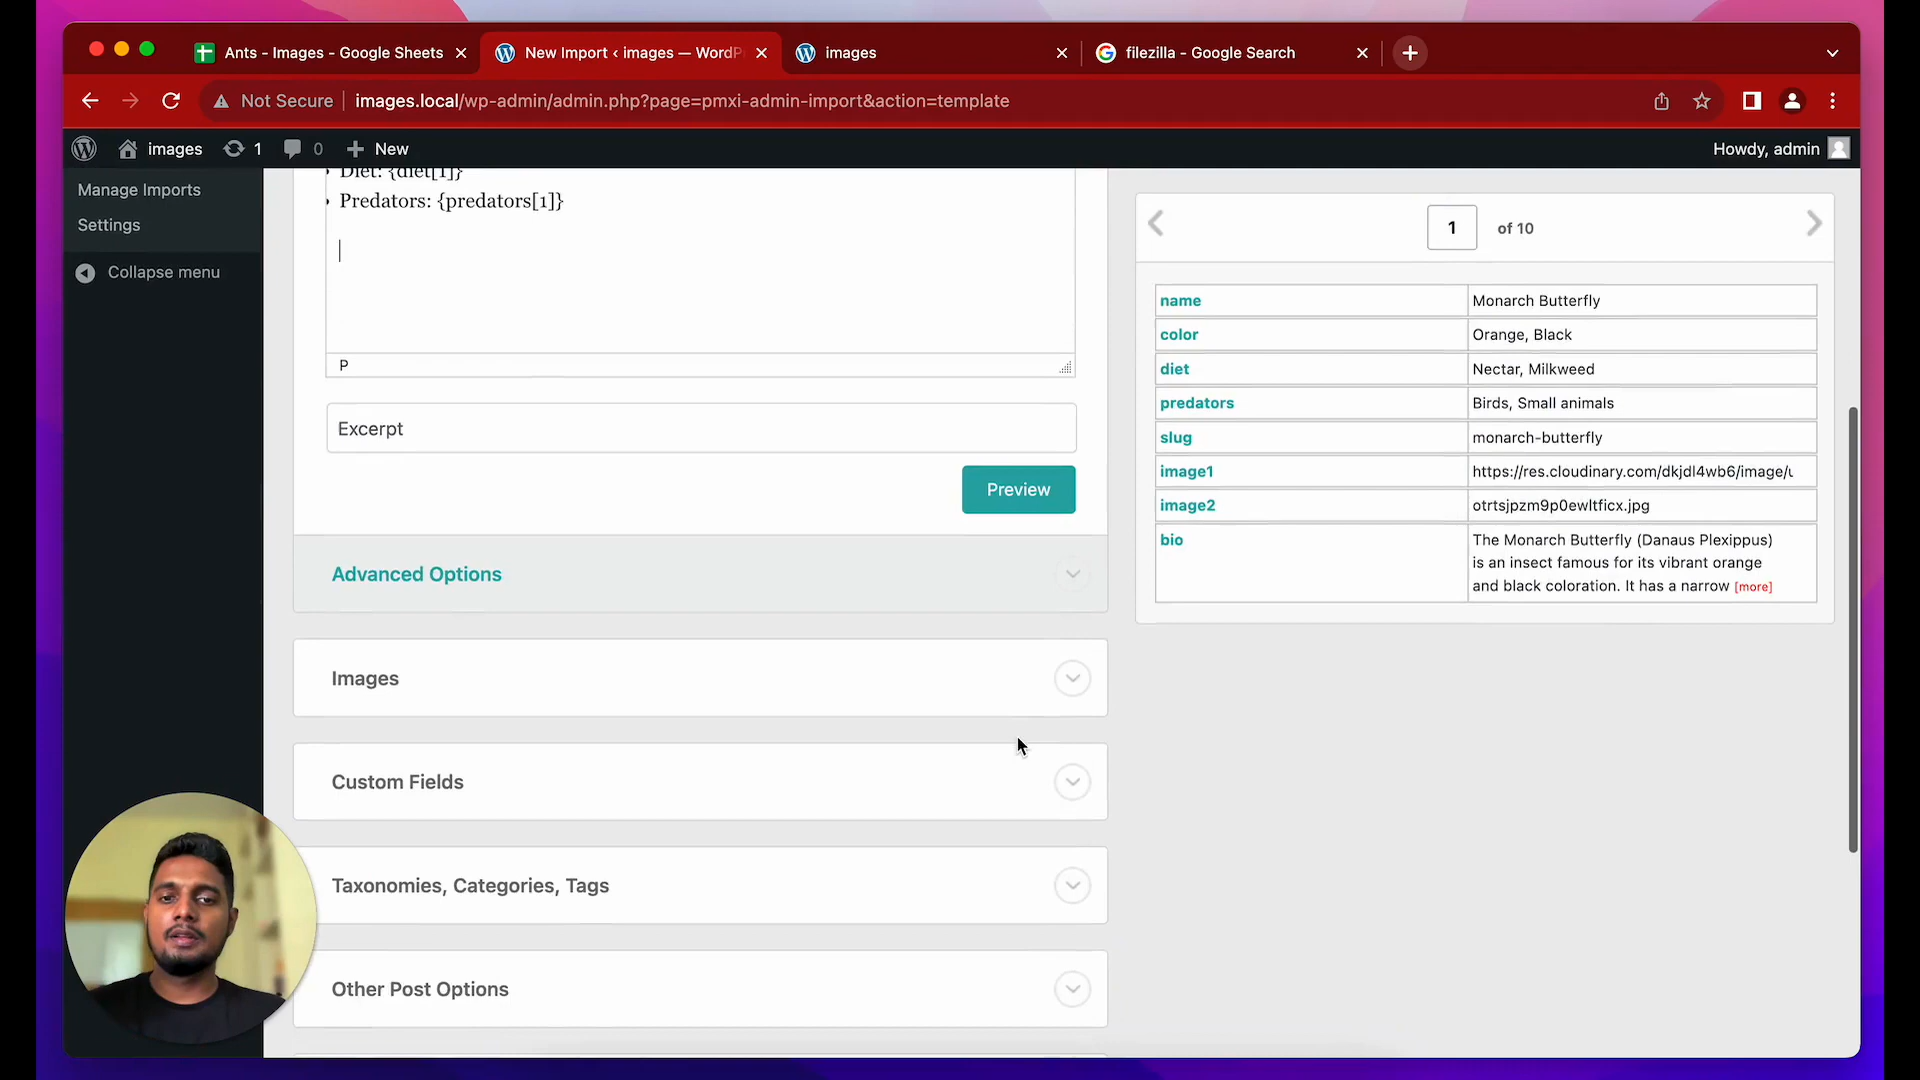 Ants - Images - Google Sheets
New Import ‹ images — WordP
images
filezilla - Google Search
Not Secure
images.local/wp-admin/admin.php?page=pmxi-admin-import&action=template
images
1
0
New
Howdy, admin
Manage Imports
Settings
Collapse menu
Diet: {diet[1]}
Predators: {predators[1]}
P
Excerpt
Preview
Advanced Options
Images
Custom Fields
Taxonomies, Categories, Tags
Other Post Options
1 of 10
name Monarch Butterfly
color Orange, Black
diet Nectar, Milkweed
predators Birds, Small animals
slug monarch-butterfly
image1 https://res.cloudinary.com/dkjdl4wb6/image/u
image2 otrtsjpzm9p0ewltficx.jpg
bio The Monarch Butterfly (Danaus Plexippus)
is an insect famous for its vibrant orange
and black coloration. It has a narrow [more]